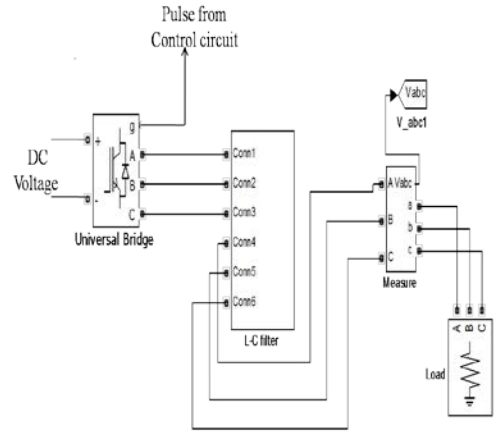 Pulse from
Control circuit
DC
Voltage
g
+
-
A
B
C
Universal Bridge
Conn1
Conn2
Conn3
Conn4
Conn5
Conn6
L-C filter
Vabc
V_abc1
A Vabc
B
C
a
b
c
Measure
A B C
Load